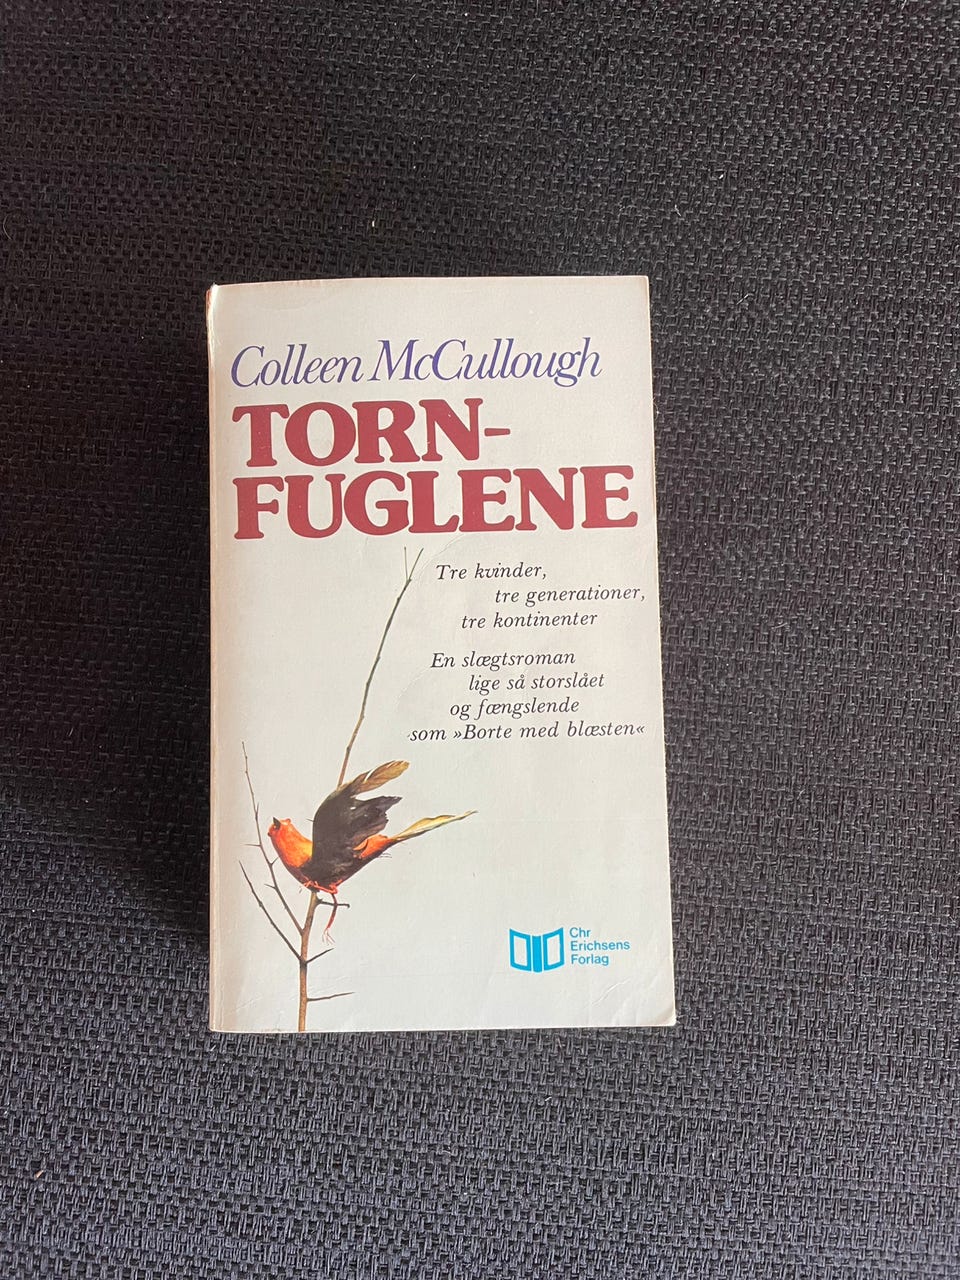 Colleen McCullough
TORN-
FUGLENE
Tre kvinder,
tre generationer,
tre kontinenter
En slægtsroman
lige så storslået
og fængslende
som »Borte med blæsten«
Chr
Erichsens
Forlag